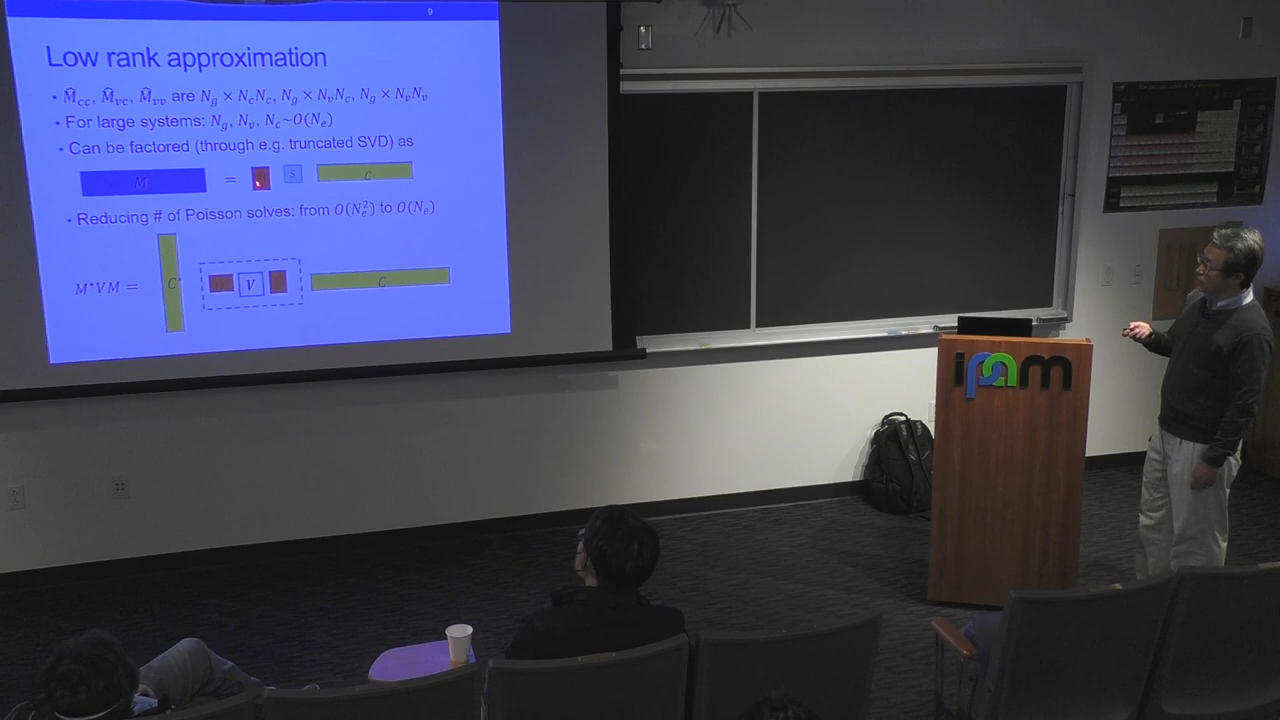 9
Low rank approximation
• M̂cc, M̂vc, M̂vv are Ng × NcNc, Ng × NvNc, Ng × NvNv
• For large systems: Ng, Nv, Nc~O(Ne)
• Can be factored (through e.g. truncated SVD) as
M = S C
• Reducing # of Poisson solves: from O(Ne²) to O(Ne)
M*VM = C* V C
ipam